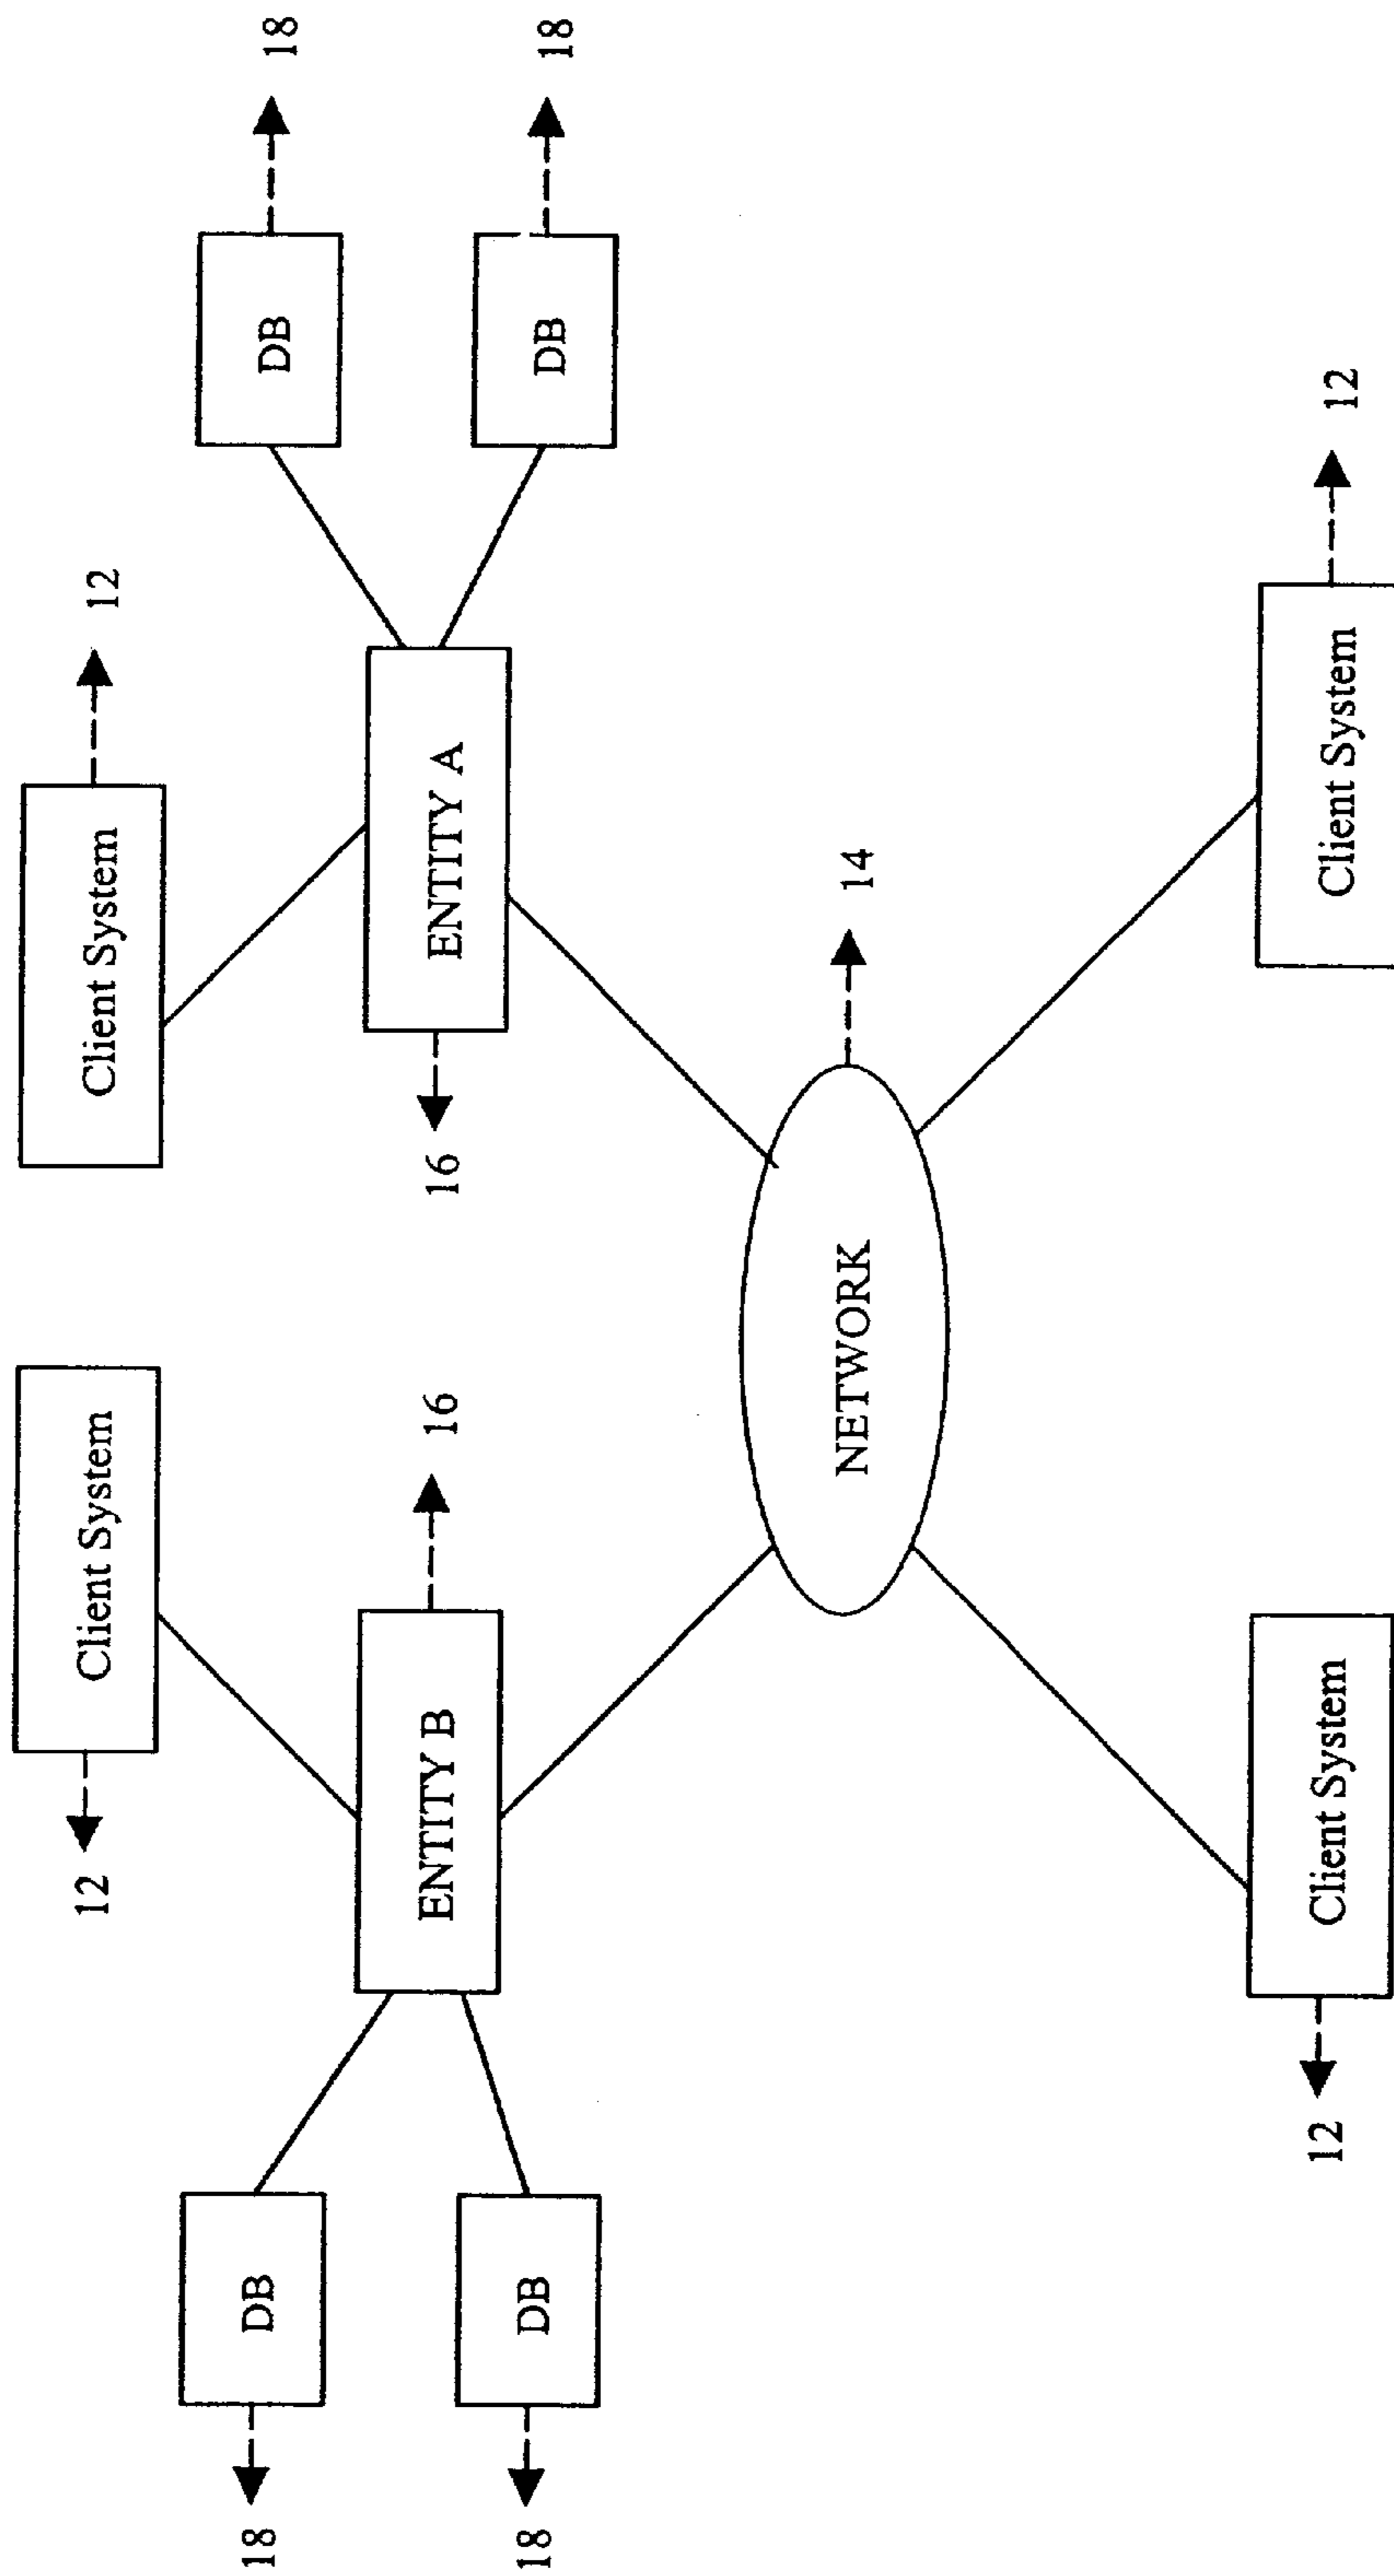 12
Client System
Client System
12
18
DB
DB
18
ENTITY B
16
16
ENTITY A
18
DB
DB
18
NETWORK
14
12
Client System
Client System
12